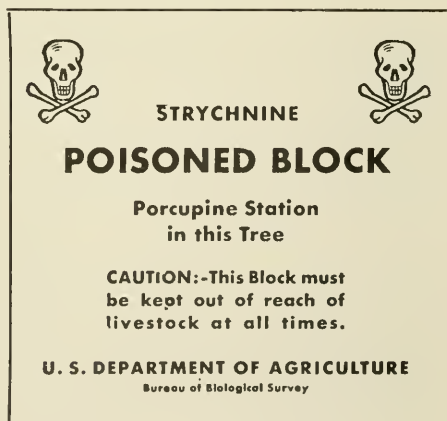 STRYCHNINE
POISONED BLOCK
Porcupine Station
in this Tree
CAUTION:-This Block must
be kept out of reach of
livestock at all times.
U. S. DEPARTMENT OF AGRICULTURE
Bureau of Biological Survey